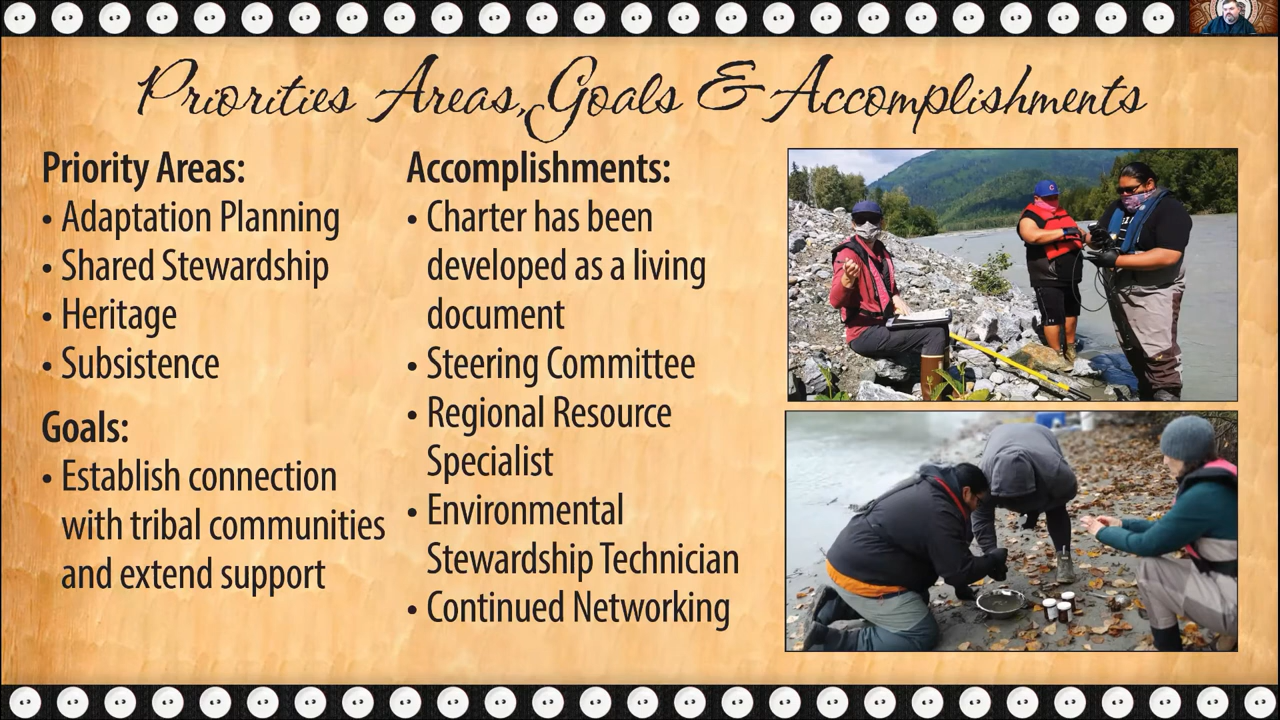 Priorities Areas, Goals & Accomplishments
Priority Areas:
• Adaptation Planning
• Shared Stewardship
• Heritage
• Subsistence
Goals:
• Establish connection
with tribal communities
and extend support
Accomplishments:
• Charter has been
developed as a living
document
• Steering Committee
• Regional Resource
Specialist
• Environmental
Stewardship Technician
• Continued Networking